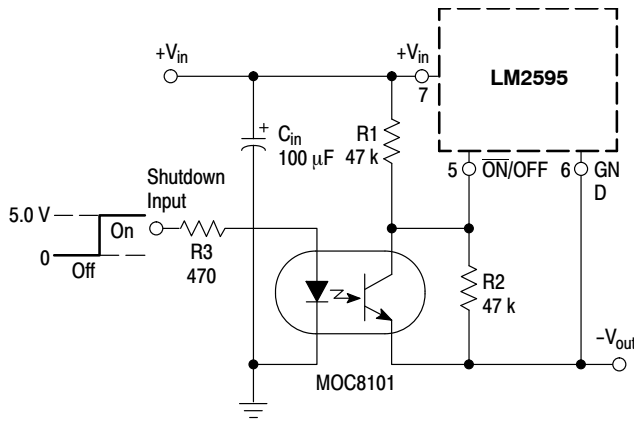 +Vin
+Vin
LM2595
7
Cin
100 µF
R1
47 k
5
ON/OFF
6
GN
D
Shutdown
Input
5.0 V
On
0
Off
R3
470
R2
47 k
MOC8101
−Vout